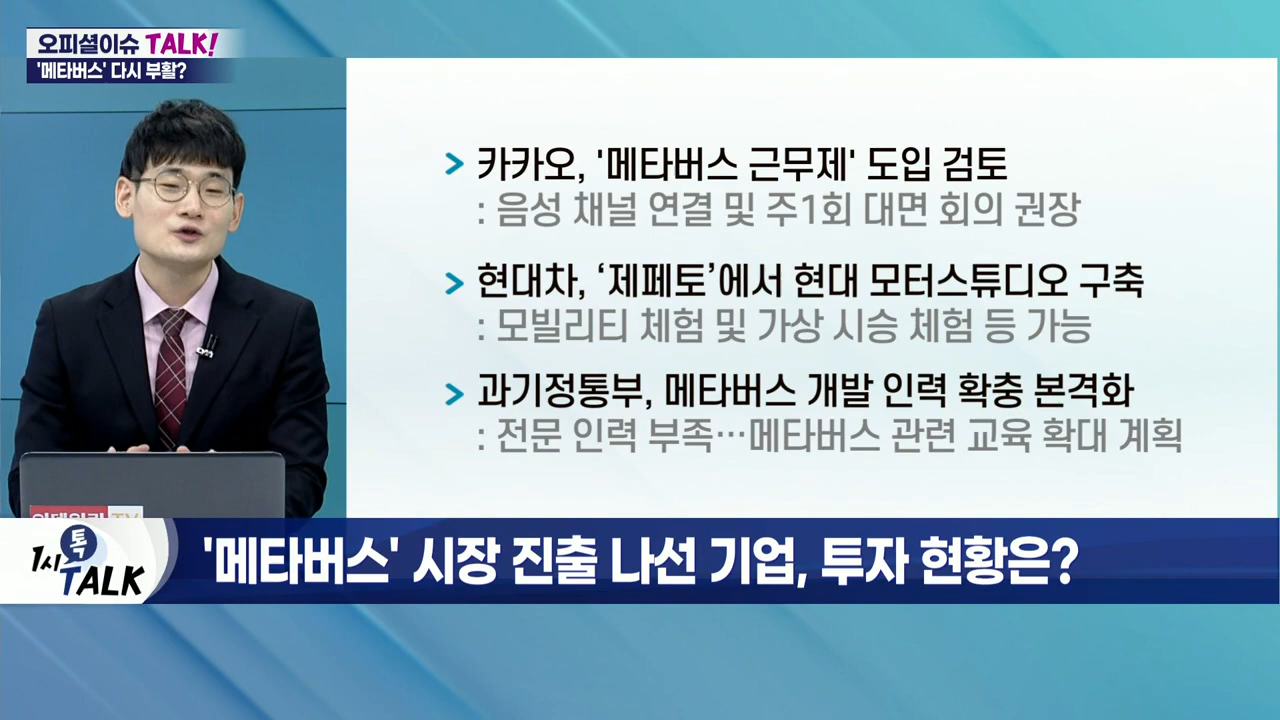 오피셜이슈 TALK!
'메타버스' 다시 부활?
카카오, '메타버스 근무제' 도입 검토
: 음성 채널 연결 및 주1회 대면 회의 권장
현대차, ‘제페토’에서 현대 모터스튜디오 구축
: 모빌리티 체험 및 가상 시승 체험 등 가능
과기정통부, 메타버스 개발 인력 확충 본격화
: 전문 인력 부족…메타버스 관련 교육 확대 계획
1시 톡 TALK
'메타버스' 시장 진출 나선 기업, 투자 현황은?